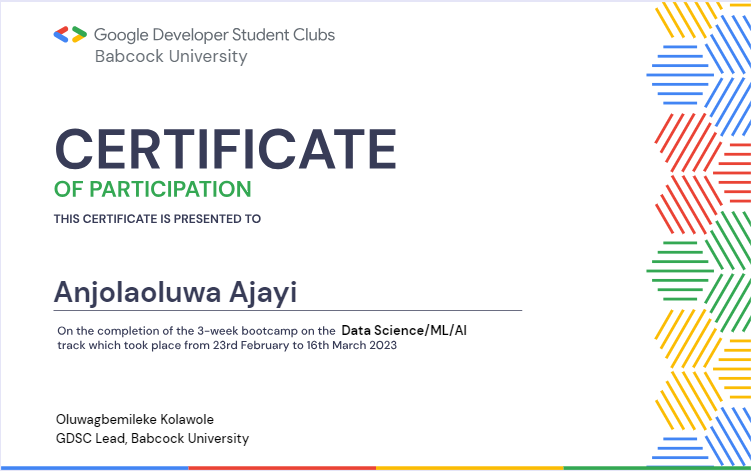 Google Developer Student Clubs
Babcock University
CERTIFICATE
OF PARTICIPATION
THIS CERTIFICATE IS PRESENTED TO
Anjolaoluwa Ajayi
On the completion of the 3-week bootcamp on the Data Science/ML/AI
track which took place from 23rd February to 16th March 2023
Oluwagbemileke Kolawole
GDSC Lead, Babcock University